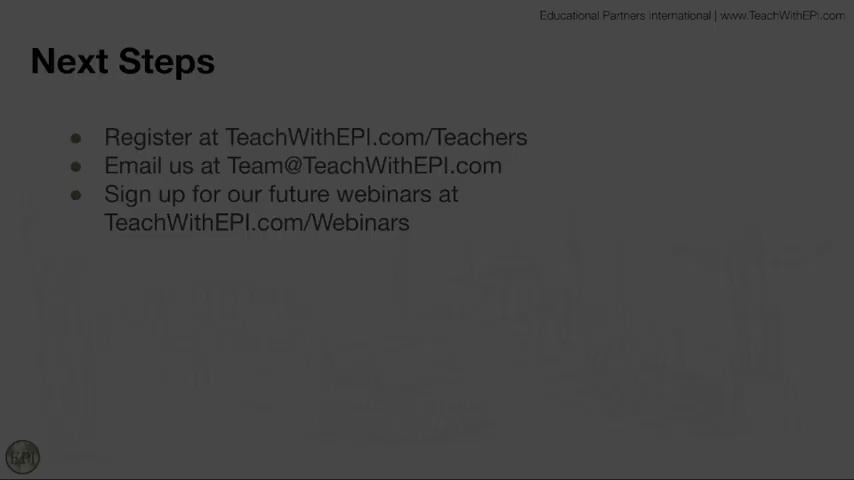 Educational Partners International | www.TeachWithEPI.com
Next Steps
● Register at TeachWithEPI.com/Teachers
● Email us at Team@TeachWithEPI.com
● Sign up for our future webinars at
TeachWithEPI.com/Webinars
EPI